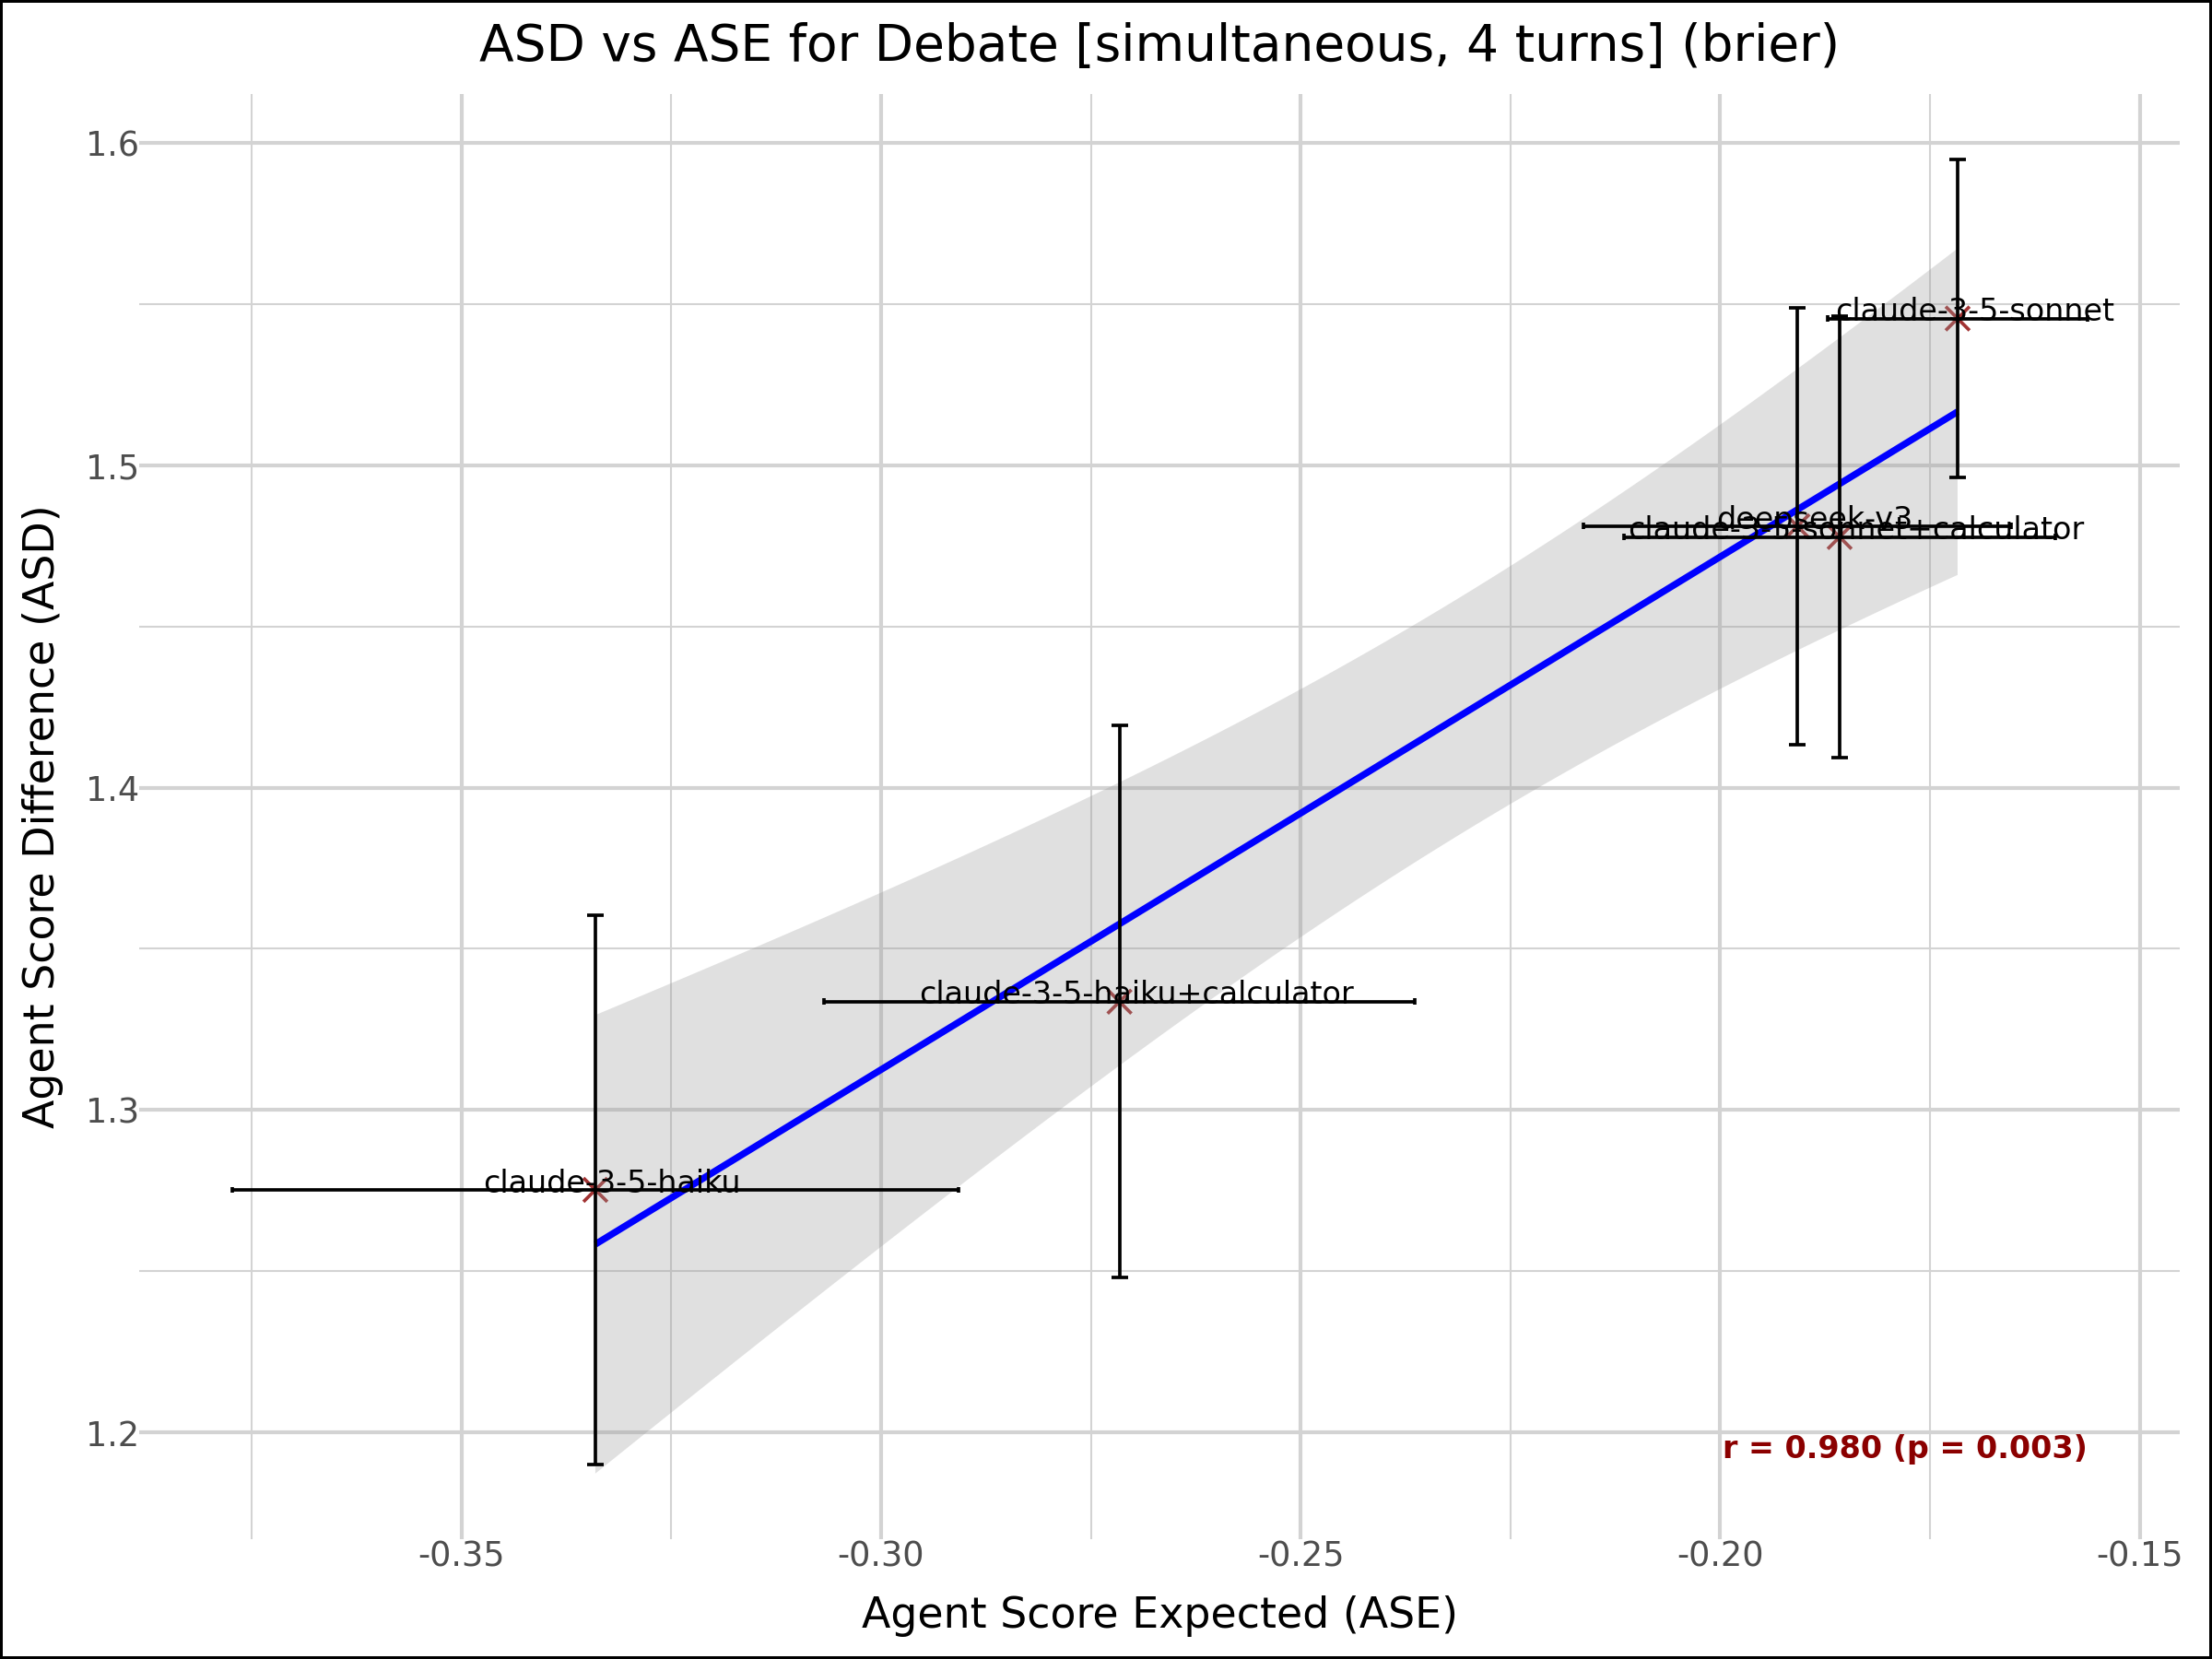 ASD vs ASE for Debate [simultaneous, 4 turns] (brier)
Agent Score Difference (ASD)
1.6
1.5
1.4
1.3
1.2
claude-3-5-sonnet
deepseek-v3
claude-3-5-sonnet+calculator
claude-3-5-haiku+calculator
claude-3-5-haiku
r = 0.980 (p = 0.003)
-0.35
-0.30
-0.25
-0.20
-0.15
Agent Score Expected (ASE)